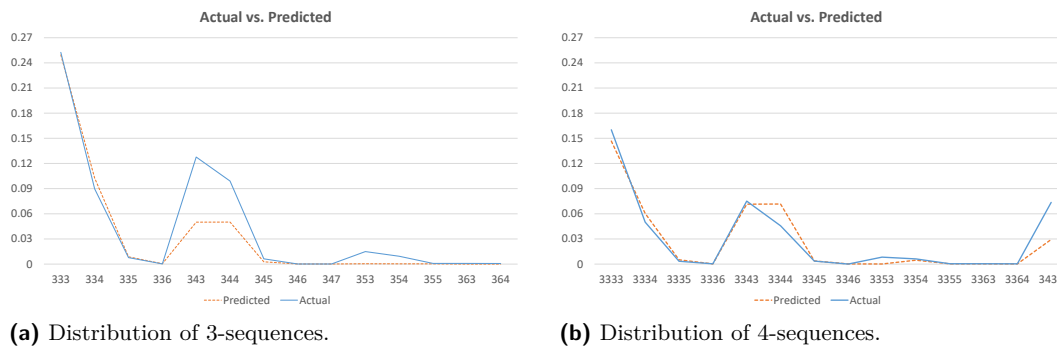 Actual vs. Predicted
0.27
0.24
0.21
0.18
0.15
0.12
0.09
0.06
0.03
0
333 334 335 336 343 444 345 346 347 353 354 355 363 364
Predicted Actual
(a) Distribution of 3-sequences.
Actual vs. Predicted
0.27
0.24
0.21
0.18
0.15
0.12
0.09
0.06
0.03
0
3333 3334 3335 3336 3343 3344 3345 3346 3353 3354 3355 3363 3364 343
Predicted Actual
(b) Distribution of 4-sequences.